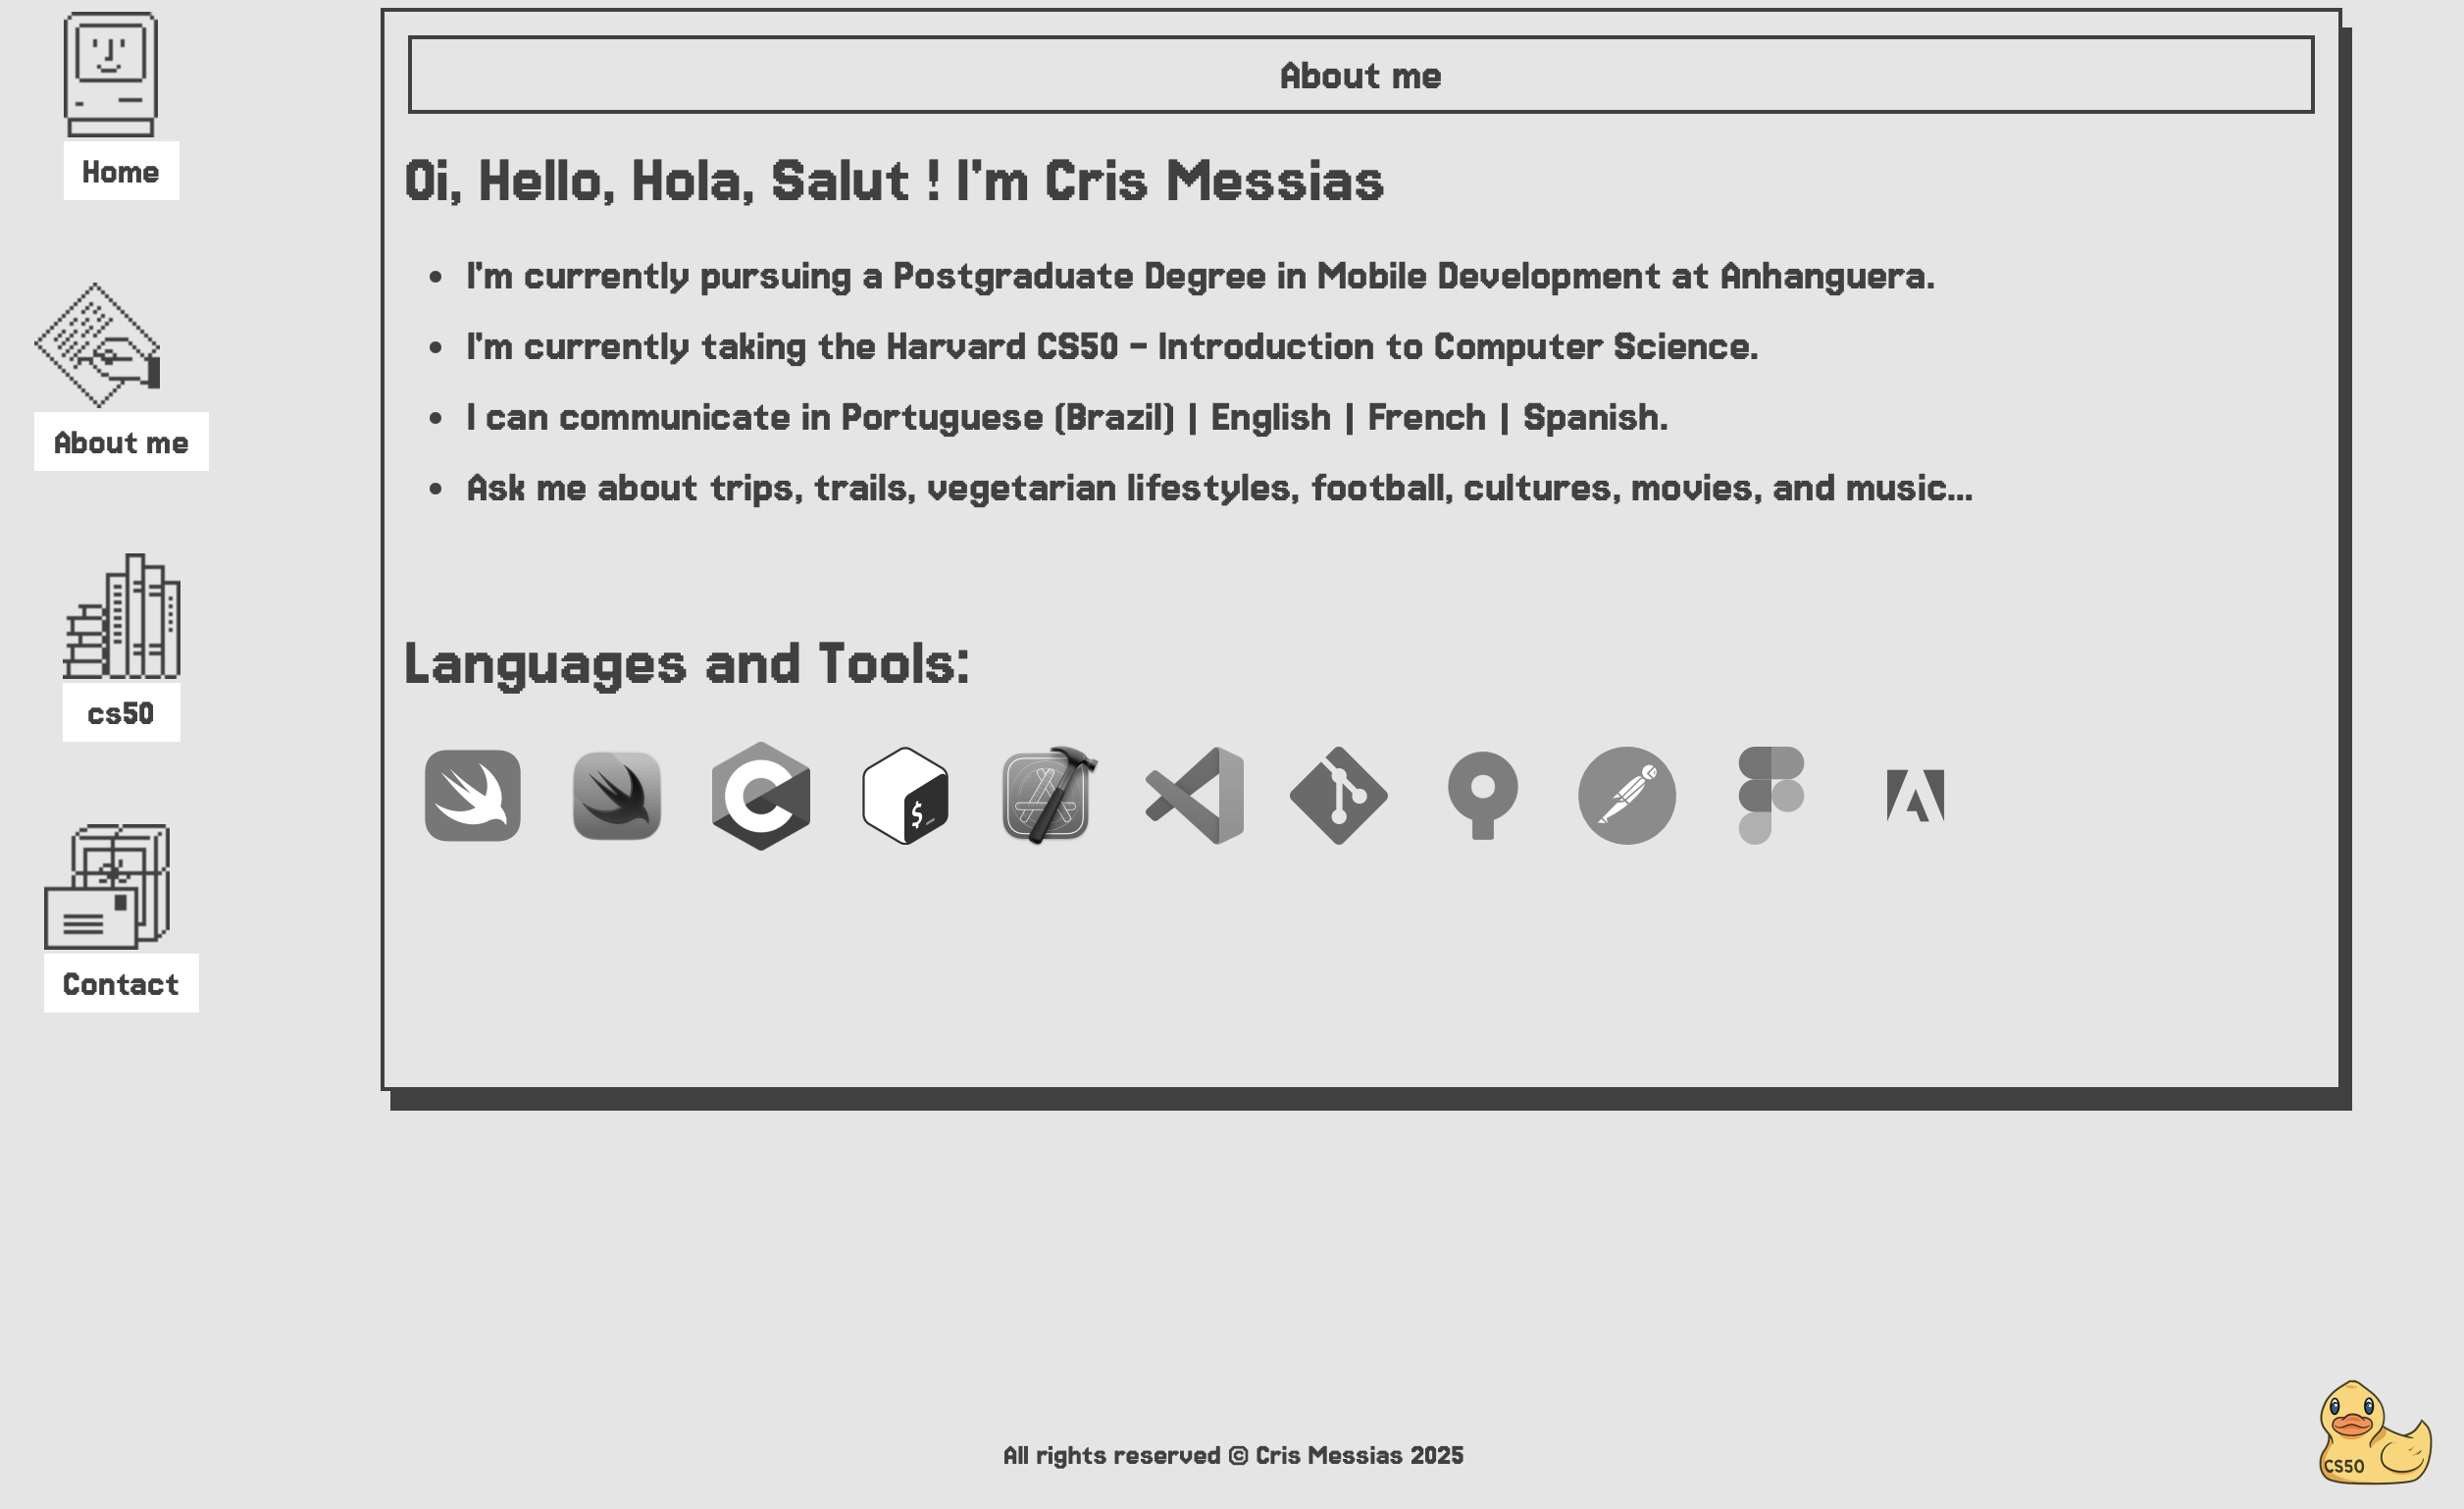 Home
About me
cs50
Contact
About me
Oi, Hello, Hola, Salut ! I'm Cris Messias
• I'm currently pursuing a Postgraduate Degree in Mobile Development at Anhanguera.
• I'm currently taking the Harvard CS50 - Introduction to Computer Science.
• I can communicate in Portuguese (Brazil) | English | French | Spanish.
• Ask me about trips, trails, vegetarian lifestyles, football, cultures, movies, and music...
Languages and Tools:
All rights reserved © Cris Messias 2025
CS50